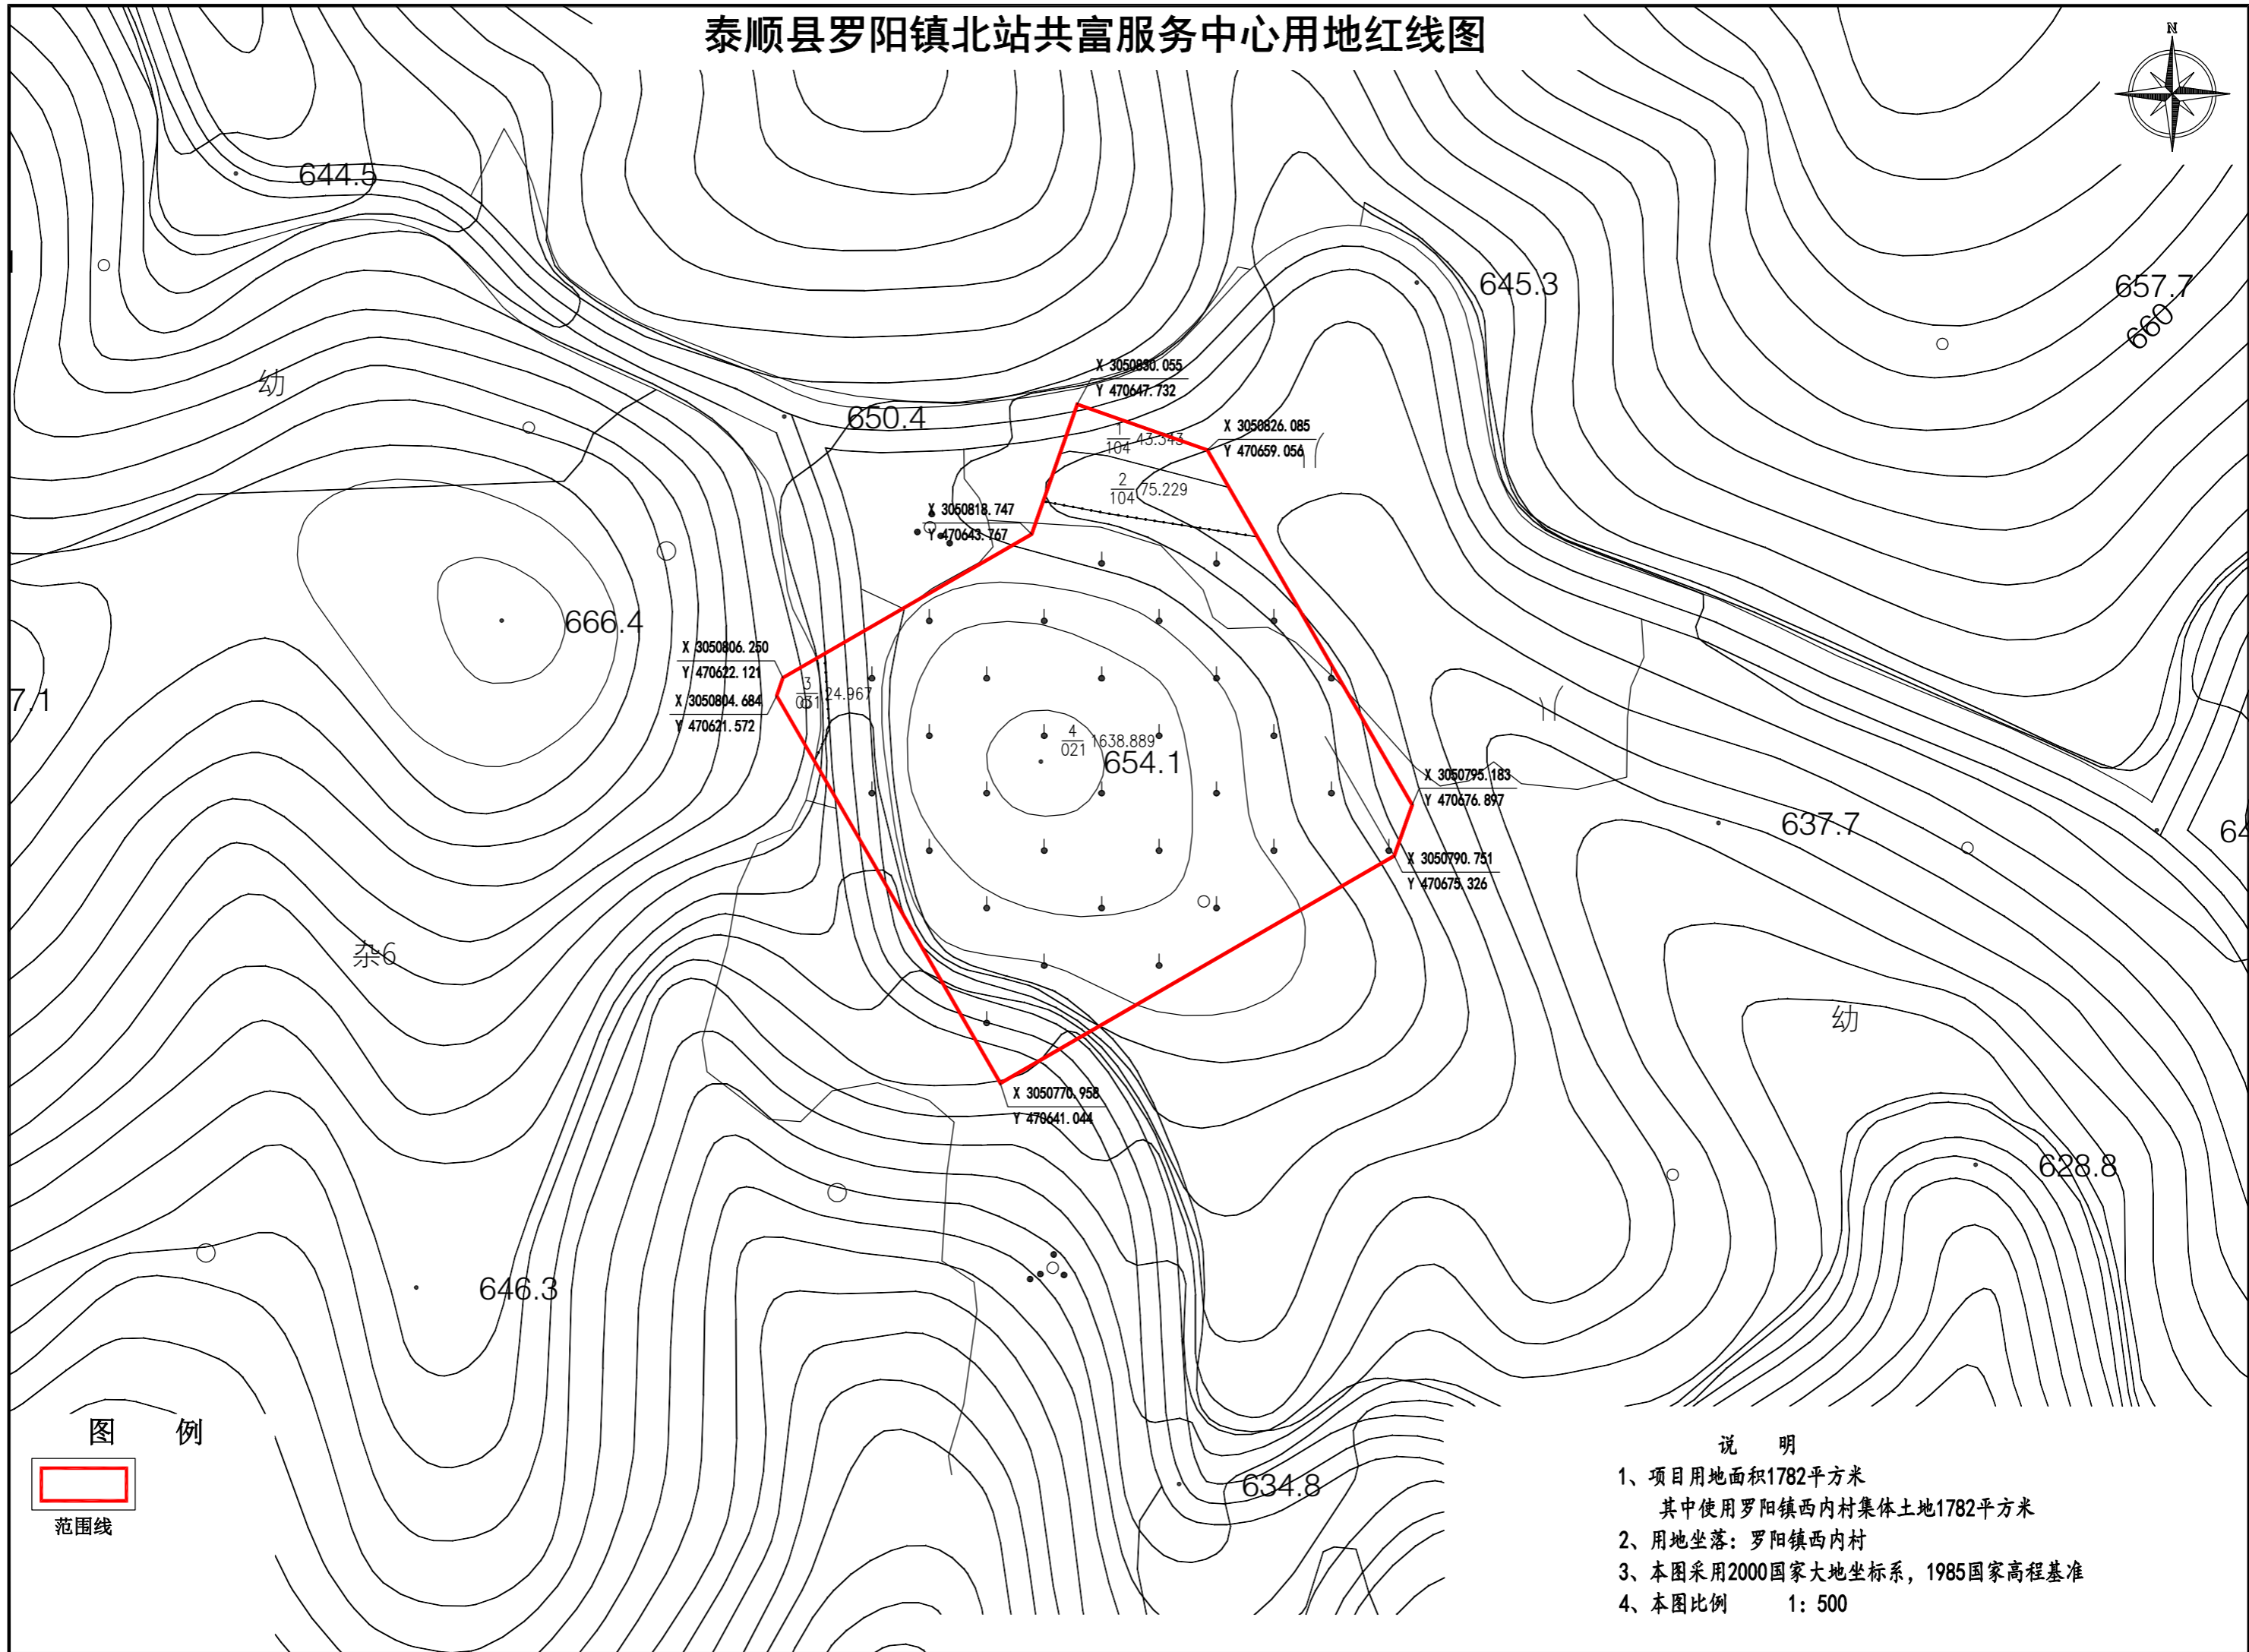 泰顺县罗阳镇北站共富服务中心用地红线图
N
644.5
645.3
657.7
660
幼
650.4
X 3050830.055
Y 470647.732
1
104
43.343
X 3050826.085
Y 470659.056
2
104
75.229
X 3050818.747
Y 470643.767
666.4
X 3050806.250
Y 470622.121
X 3050804.684
Y 470621.572
3
031
24.967
7.1
4
021
1638.889
654.1
X 3050795.183
Y 470676.897
637.7
64
X 3050790.751
Y 470675.326
杂6
幼
X 3050770.958
Y 470641.044
628.8
646.3
634.8
图 例
范围线
说 明
1、项目用地面积1782平方米
其中使用罗阳镇西内村集体土地1782平方米
2、用地坐落：罗阳镇西内村
3、本图采用2000国家大地坐标系，1985国家高程基准
4、本图比例 1：500